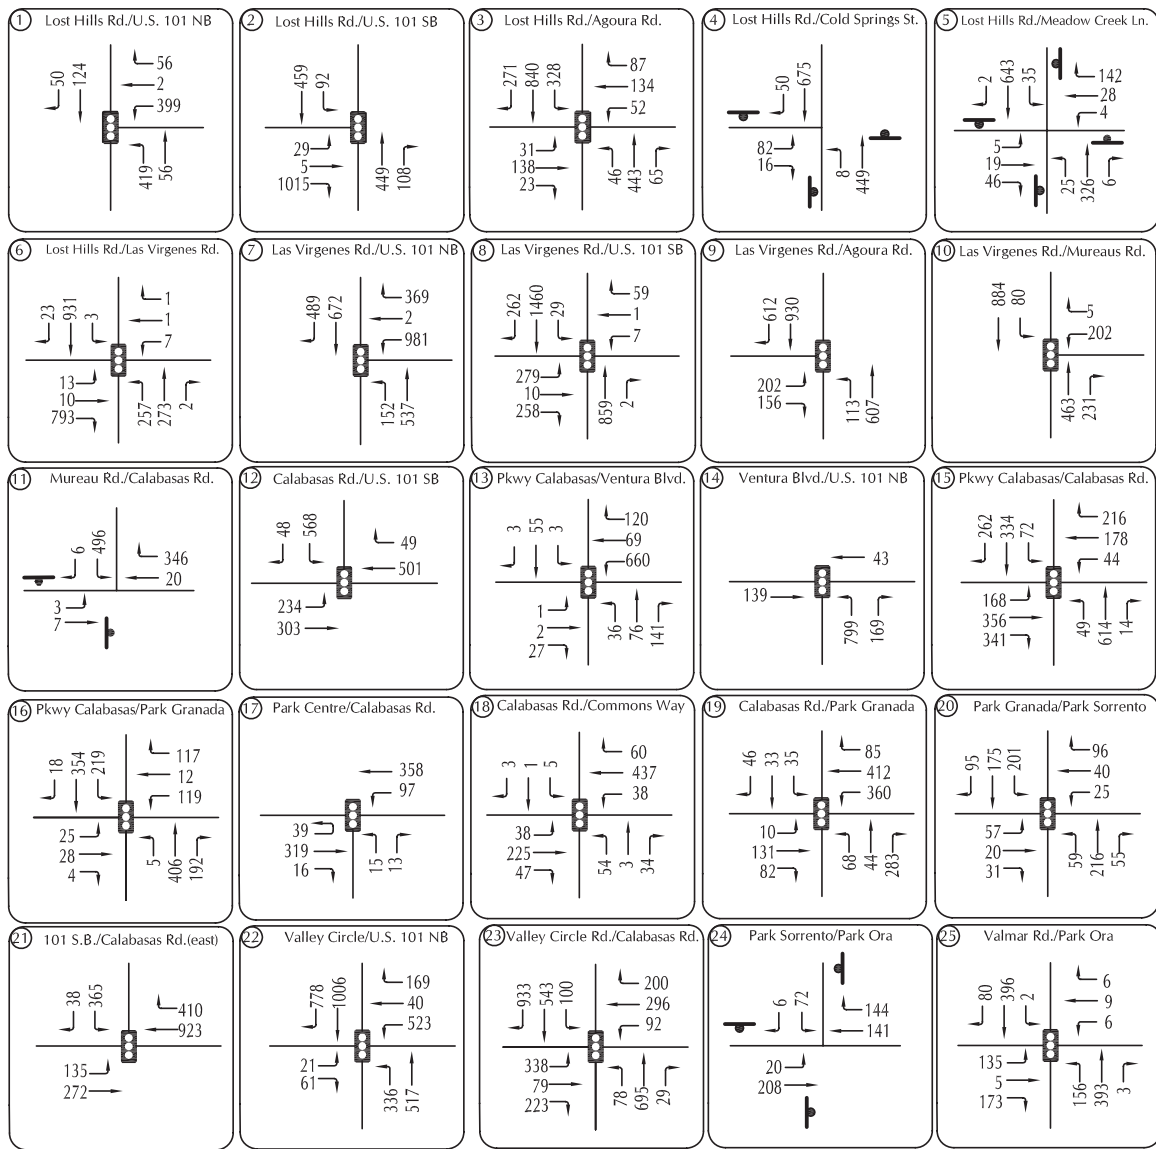 1 Lost Hills Rd./U.S. 101 NB
50 124 56
2
399
419 56
2 Lost Hills Rd./U.S. 101 SB
459 92
29
5
1015
449 108
3 Lost Hills Rd./Agoura Rd.
271 840 328 87
134
52
31
138
23
46 443 65
4 Lost Hills Rd./Cold Springs St.
50 675
82
16
8 449
5 Lost Hills Rd./Meadow Creek Ln.
2 643 35 142
28
4
5
19
46
25 326 6
6 Lost Hills Rd./Las Virgenes Rd.
23 931 3 1
1
7
13
10
793
257 273 2
7 Las Virgenes Rd./U.S. 101 NB
489 672 369
2
981
152 537
8 Las Virgenes Rd./U.S. 101 SB
262 1460 29 59
1
7
279
10
258
859 2
9 Las Virgenes Rd./Agoura Rd.
612 930
202
156
113 607
10 Las Virgenes Rd./Mureaus Rd.
884 80
5
202
463 231
11 Mureau Rd./Calabasas Rd.
6 496 346
20
3
7
12 Calabasas Rd./U.S. 101 SB
48 568 49
501
234
303
13 Pkwy Calabasas/Ventura Blvd.
3 55 3 120
69
660
1
2
27
36 76 141
14 Ventura Blvd./U.S. 101 NB
43
139
799 169
15 Pkwy Calabasas/Calabasas Rd.
262 334 72 216
178
44
168
356
341
49 614 14
16 Pkwy Calabasas/Park Granada
18 354 219 117
12
119
25
28
4
5 406 192
17 Park Centre/Calabasas Rd.
358
97
39
319
16
15 13
18 Calabasas Rd./Commons Way
3 1 5 60
437
38
38
225
47
54 3 34
19 Calabasas Rd./Park Granada
46 33 35 85
412
360
10
131
82
68 44 283
20 Park Granada/Park Sorrento
95 175 201 96
40
25
57
20
31
59 216 55
21 101 S.B./Calabasas Rd.(east)
38 365 410
923
135
272
22 Valley Circle/U.S. 101 NB
778 1006 169
40
523
21
61
336 517
23 Valley Circle Rd./Calabasas Rd.
933 543 100 200
296
92
338
79
223
78 695 29
24 Park Sorrento/Park Ora
6 72 144
141
20
208
25 Valmar Rd./Park Ora
80 396 2 6
9
6
135
5
173
156 393 3